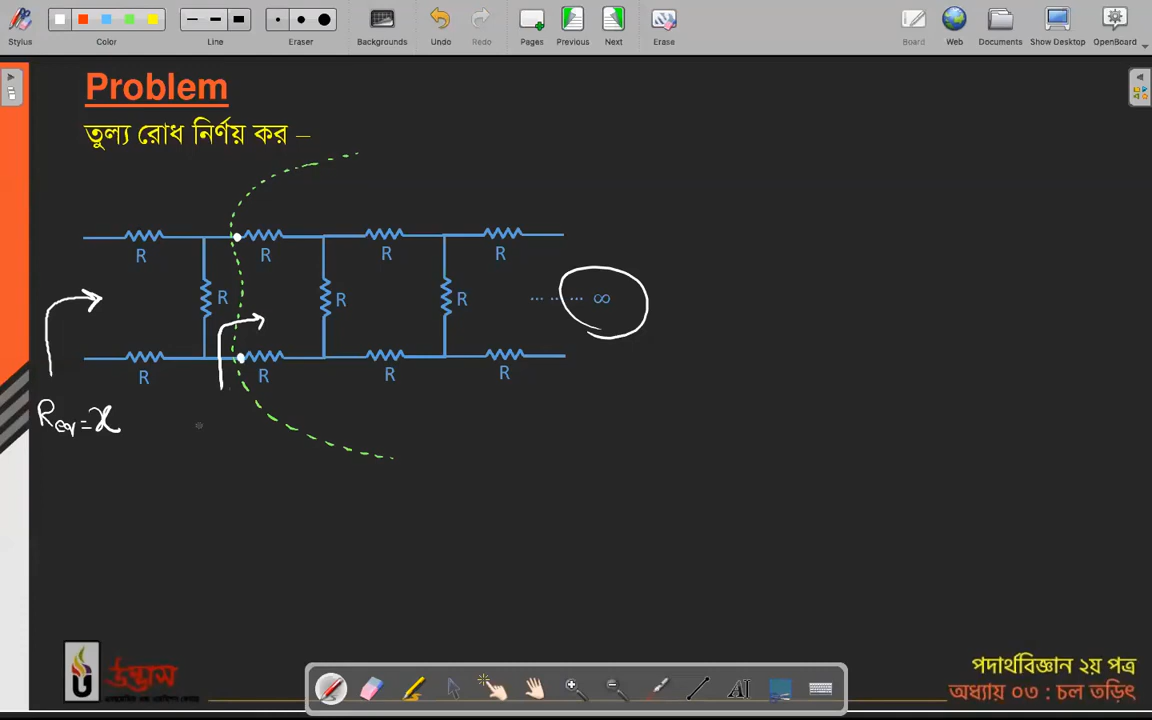 Stylus
Color
Line
Eraser
Backgrounds
Undo
Redo
Pages
Previous
Next
Erase
Board
Web
Documents
Show Desktop
OpenBoard
Problem
তুল্য রোধ নির্ণয় কর –
R R R R
R R R ... ... ... ∞
R R R R
Req = x
উদ্ভাস
পদার্থবিজ্ঞান ২য় পত্র
অধ্যায় ০৩ : চল তড়িৎ